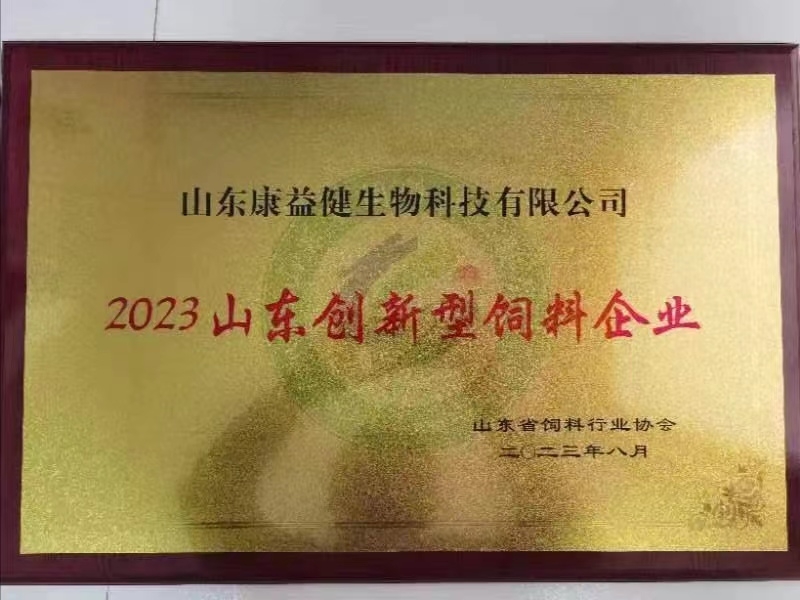 山东康益健生物科技有限公司
2023山东创新型饲料企业
山东省饲料行业协会
二〇二三年八月